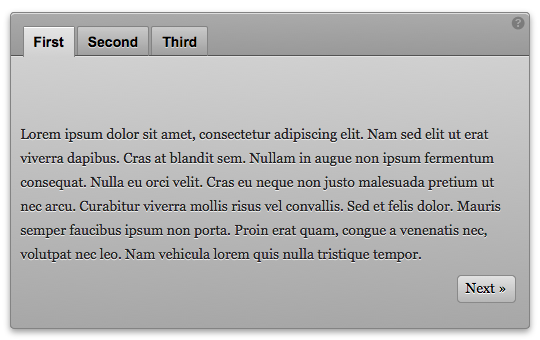 First Second Third
?
Lorem ipsum dolor sit amet, consectetur adipiscing elit. Nam sed elit ut erat
viverra dapibus. Cras at blandit sem. Nullam in augue non ipsum fermentum
consequat. Nulla eu orci velit. Cras eu neque non justo malesuada pretium ut
nec arcu. Curabitur viverra mollis risus vel convallis. Sed et felis dolor. Mauris
semper faucibus ipsum non porta. Proin erat quam, congue a venenatis nec,
volutpat nec leo. Nam vehicula lorem quis nulla tristique tempor.
Next »